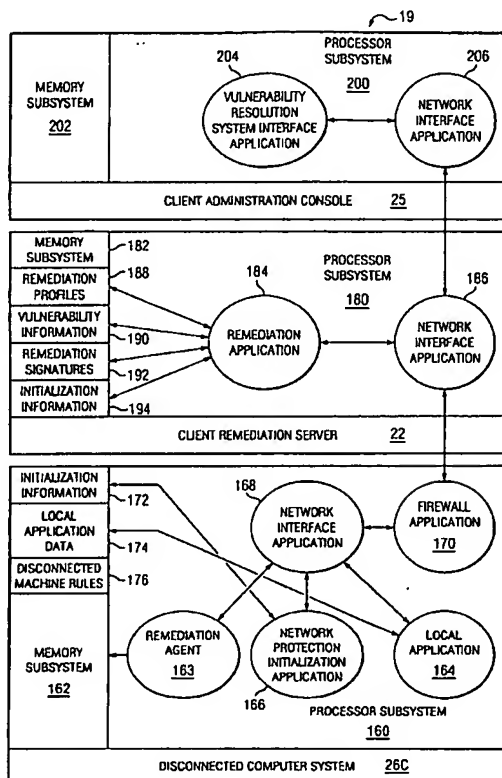 19
MEMORY
SUBSYSTEM
202
204
PROCESSOR
SUBSYSTEM
200
206
VULNERABILITY
RESOLUTION
SYSTEM INTERFACE
APPLICATION
NETWORK
INTERFACE
APPLICATION
CLIENT ADMINISTRATION CONSOLE 25
MEMORY
SUBSYSTEM
182
REMEDIATION
PROFILES
188
VULNERABILITY
INFORMATION
190
REMEDIATION
SIGNATURES
192
INITIALIZATION
INFORMATION
194
184
REMEDIATION
APPLICATION
PROCESSOR
SUBSYSTEM
180
186
NETWORK
INTERFACE
APPLICATION
CLIENT REMEDIATION SERVER 22
INITIALIZATION
INFORMATION
172
LOCAL
APPLICATION
DATA
174
DISCONNECTED
MACHINE RULES
176
MEMORY
SUBSYSTEM
162
168
NETWORK
INTERFACE
APPLICATION
FIREWALL
APPLICATION
170
REMEDIATION
AGENT
163
NETWORK
PROTECTION
INITIALIZATION
APPLICATION
166
LOCAL
APPLICATION
164
PROCESSOR
SUBSYSTEM
160
DISCONNECTED COMPUTER SYSTEM 26C